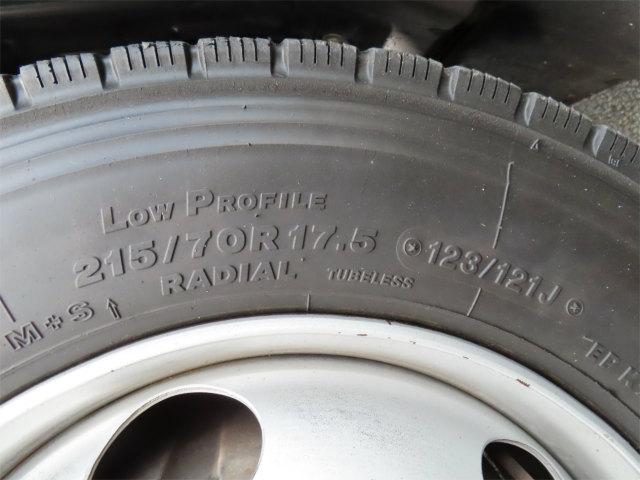 LOW PROFILE
215/70R17.5 123/121J
RADIAL TUBELESS
M+S